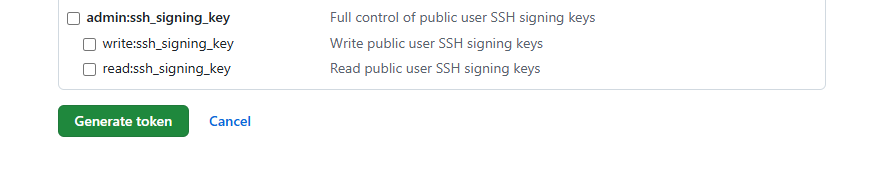 admin:ssh_signing_key Full control of public user SSH signing keys
write:ssh_signing_key Write public user SSH signing keys
read:ssh_signing_key Read public user SSH signing keys
Generate token Cancel